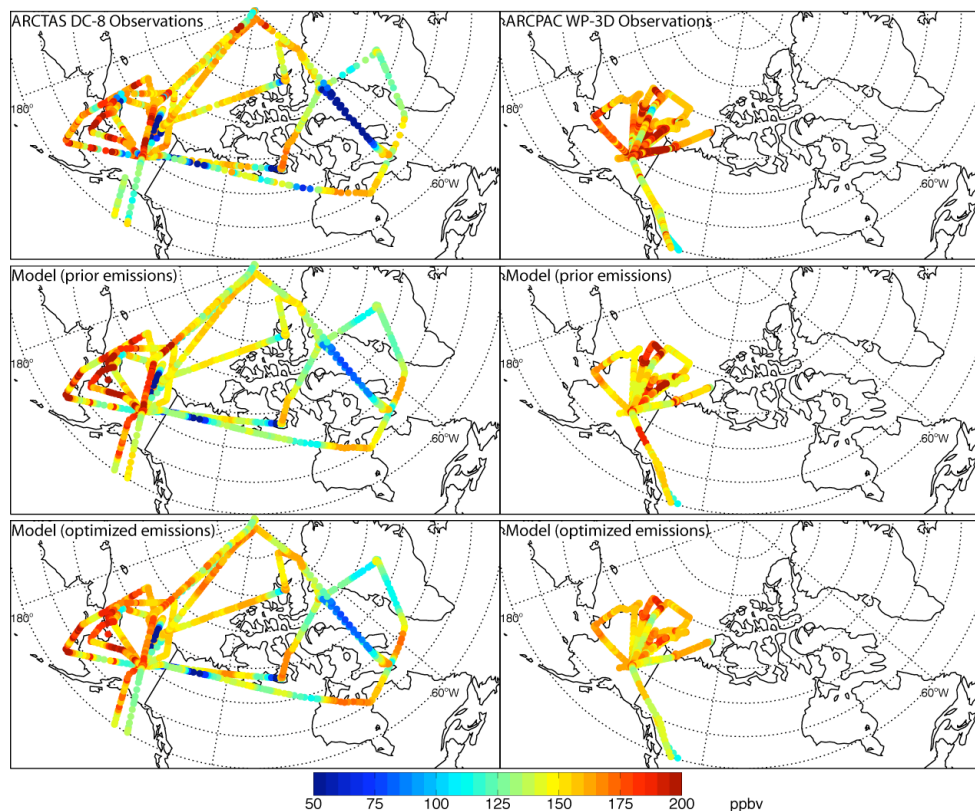 ARCTAS DC-8 Observations
ARCPAC WP-3D Observations
180°
60°W
180°
60°W
Model (prior emissions)
Model (prior emissions)
180°
60°W
180°
60°W
Model (optimized emissions)
Model (optimized emissions)
180°
60°W
180°
60°W
50 75 100 125 150 175 200 ppbv